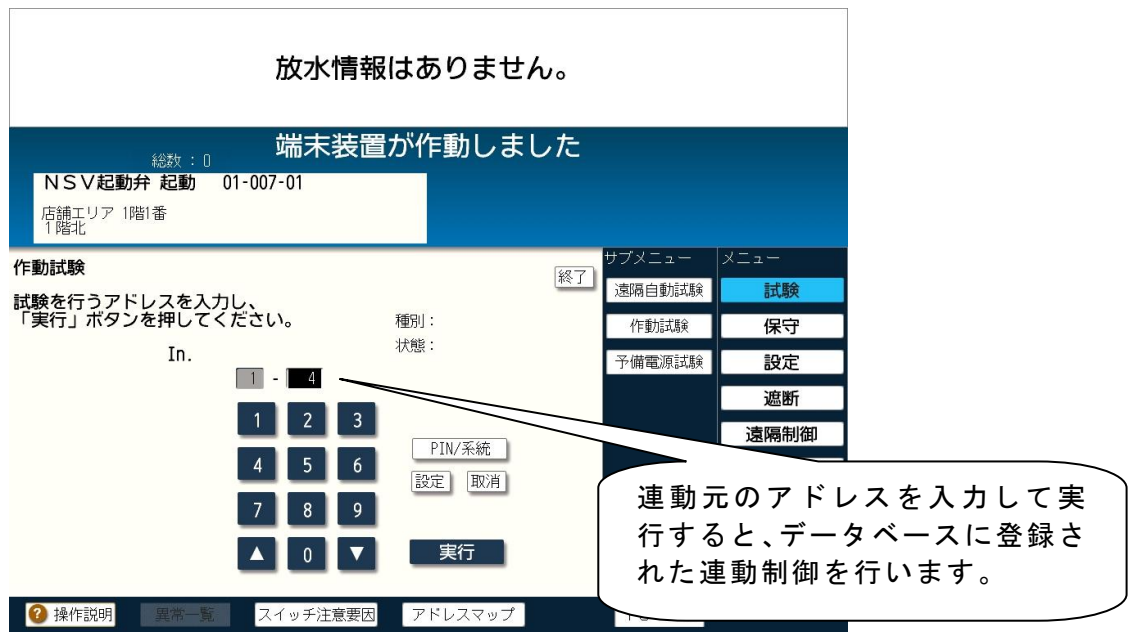 放水情報はありません。
端末装置が作動しました
総数：0
NSV起動弁 起動 01-007-01
店舗エリア 1階1番
1階北
作動試験
終了
試験を行うアドレスを入力し、
「実行」ボタンを押してください。
種別：
状態：
In.
1 - 4
1 2 3
4 5 6
7 8 9
▲ 0 ▼
PIN/系統
設定 取消
実行
サブメニュー
遠隔自動試験
作動試験
予備電源試験
メニュー
試験
保守
設定
遮断
遠隔制御
連動元のアドレスを入力して実
行すると、データベースに登録さ
れた連動制御を行います。
? 操作説明 異常一覧 スイッチ注意要因 アドレスマップ